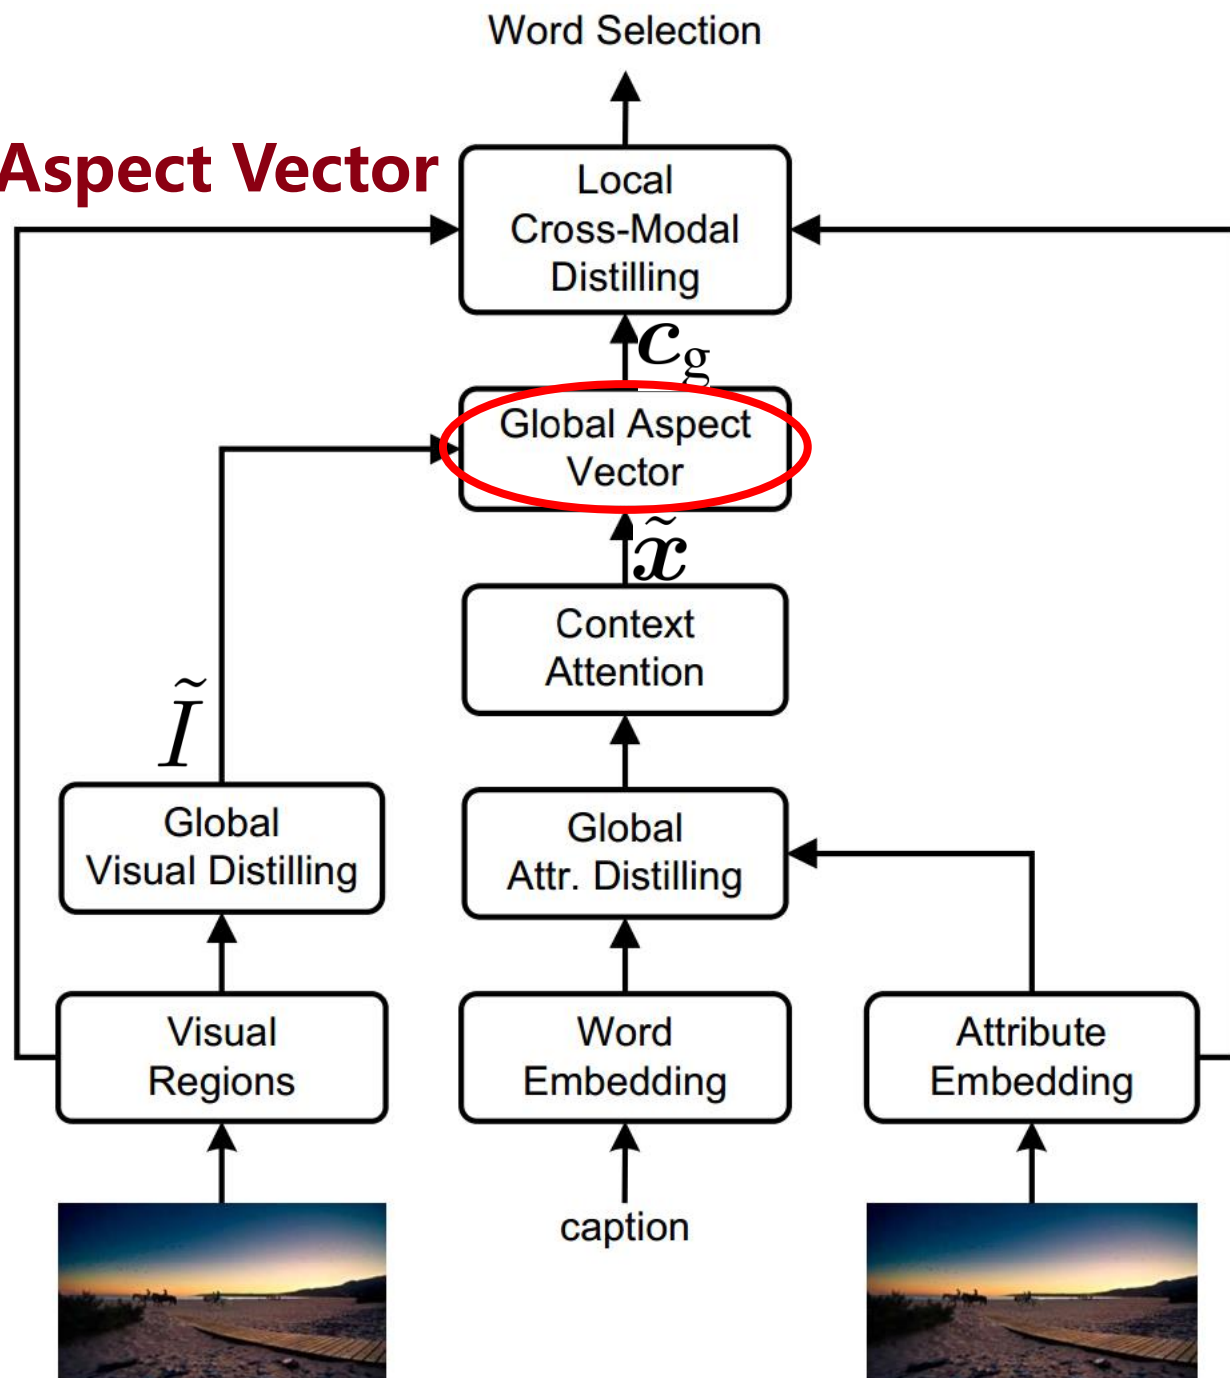 Word Selection
Aspect Vector
Local
Cross-Modal
Distilling
c_g
Global Aspect
Vector
x̃
Context
Attention
Ĩ
Global
Visual Distilling
Global
Attr. Distilling
Visual
Regions
Word
Embedding
Attribute
Embedding
caption